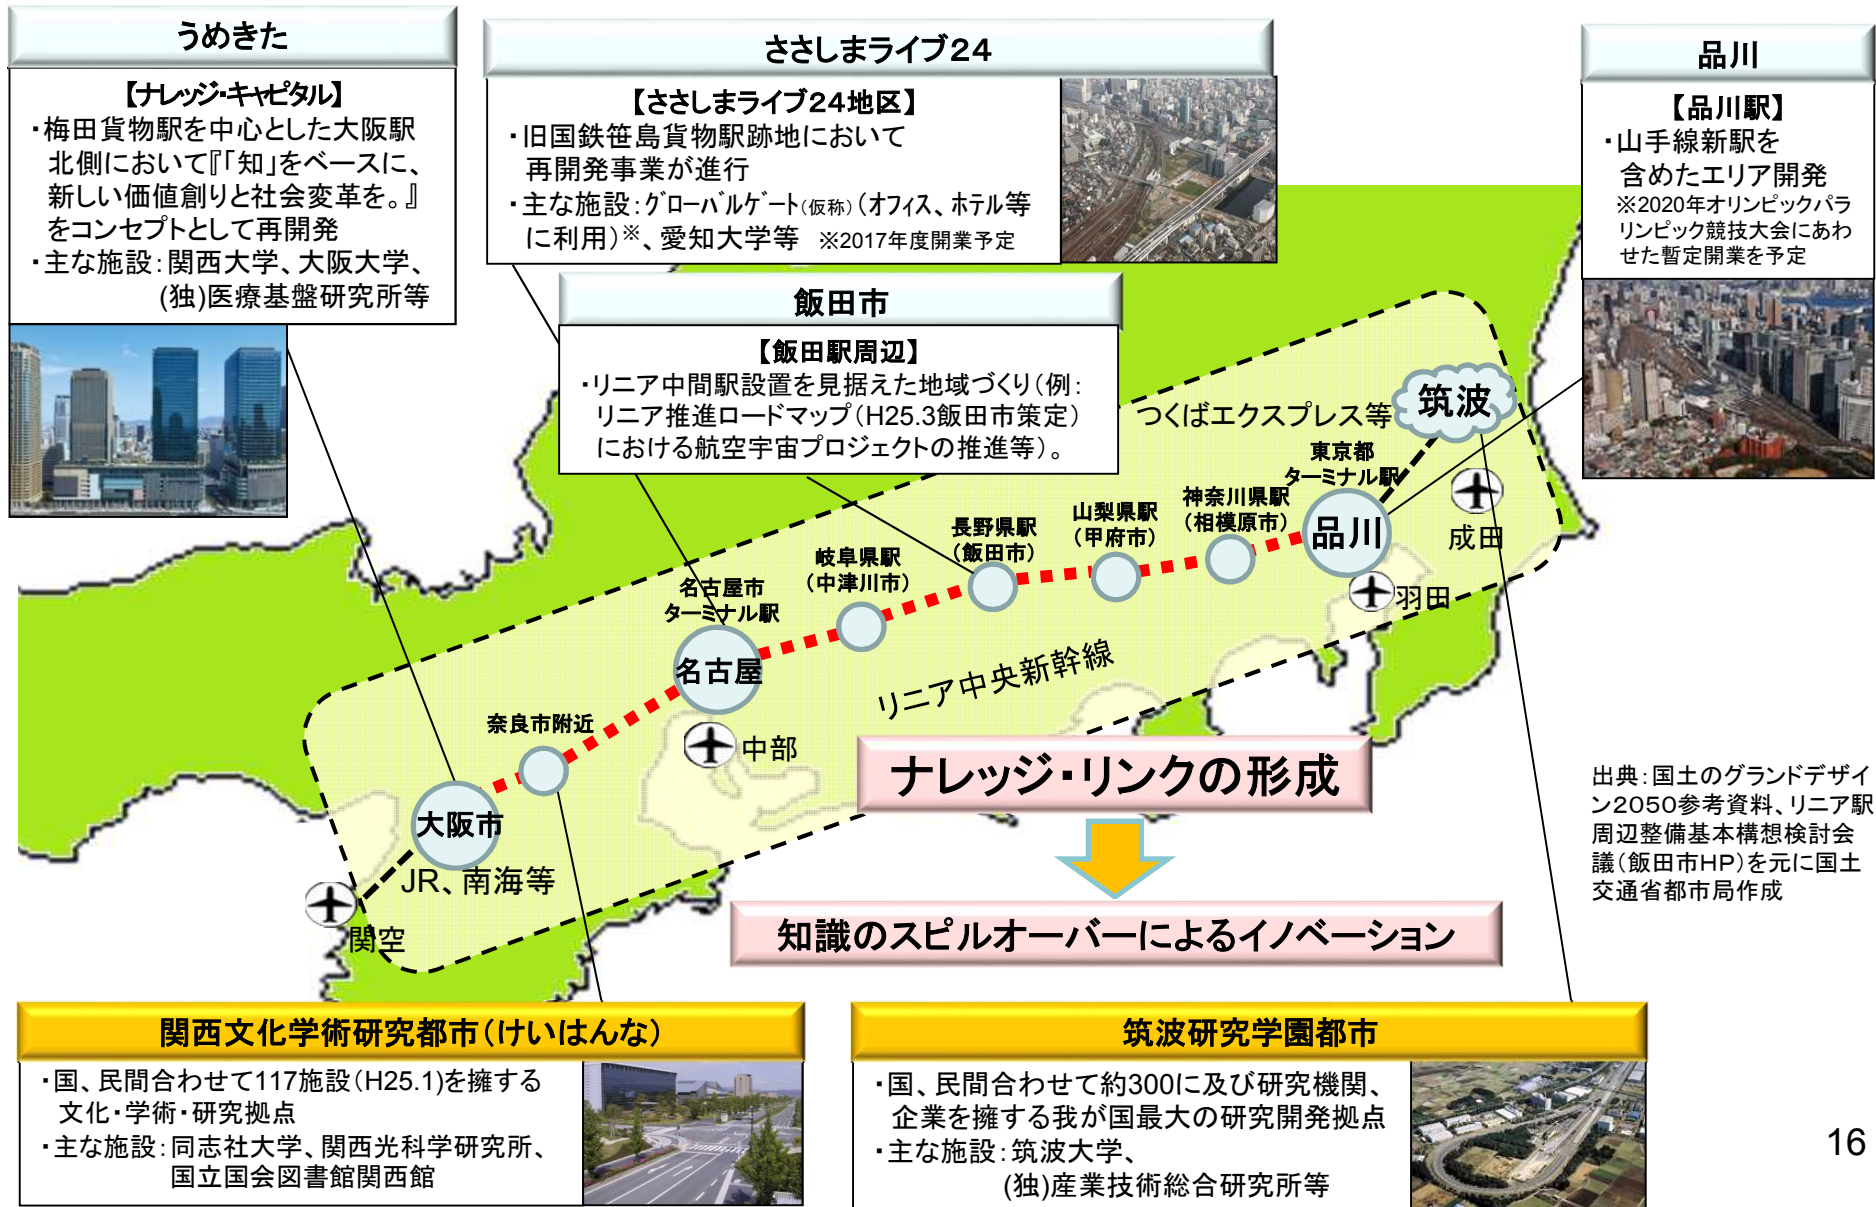 うめきた
【ナレッジ・キャピタル】
・梅田貨物駅を中心とした大阪駅
北側において『「知」をベースに、
新しい価値創りと社会変革を。』
をコンセプトとして再開発
・主な施設：関西大学、大阪大学、
(独)医療基盤研究所等
ささしまライブ24
【ささしまライブ24地区】
・旧国鉄笹島貨物駅跡地において
再開発事業が進行
・主な施設：グローバルゲート(仮称)（オフィス、ホテル等
に利用）※、愛知大学等 ※2017年度開業予定
品川
【品川駅】
・山手線新駅を
含めたエリア開発
※2020年オリンピックパラ
リンピック競技大会にあわ
せた暫定開業を予定
飯田市
【飯田駅周辺】
・リニア中間駅設置を見据えた地域づくり（例：
リニア推進ロードマップ（H25.3飯田市策定）
における航空宇宙プロジェクトの推進等）。
つくばエクスプレス等
筑波
東京都
ターミナル駅
品川
成田
羽田
神奈川県駅
（相模原市）
山梨県駅
（甲府市）
長野県駅
（飯田市）
岐阜県駅
（中津川市）
名古屋市
ターミナル駅
名古屋
中部
リニア中央新幹線
奈良市附近
大阪市
JR、南海等
関空
ナレッジ・リンクの形成
知識のスピルオーバーによるイノベーション
出典：国土のグランドデザイ
ン2050参考資料、リニア駅
周辺整備基本構想検討会
議（飯田市HP）を元に国土
交通省都市局作成
関西文化学術研究都市（けいはんな）
・国、民間合わせて117施設（H25.1)を擁する
文化・学術・研究拠点
・主な施設：同志社大学、関西光科学研究所、
国立国会図書館関西館
筑波研究学園都市
・国、民間合わせて約300に及び研究機関、
企業を擁する我が国最大の研究開発拠点
・主な施設：筑波大学、
(独)産業技術総合研究所等
16